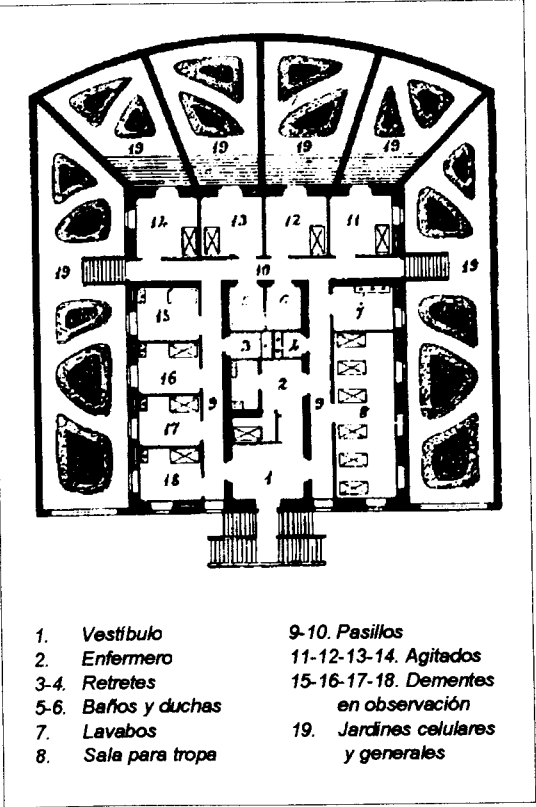 19 19 19 19
14 13 12 11
19 10 19
5 6 7
15
3 4
16 2
9 9 8
17
18 1
1. Vestíbulo
2. Enfermero
3-4. Retretes
5-6. Baños y duchas
7. Lavabos
8. Sala para tropa
9-10. Pasillos
11-12-13-14. Agitados
15-16-17-18. Dementes
en observación
19. Jardines celulares
y generales